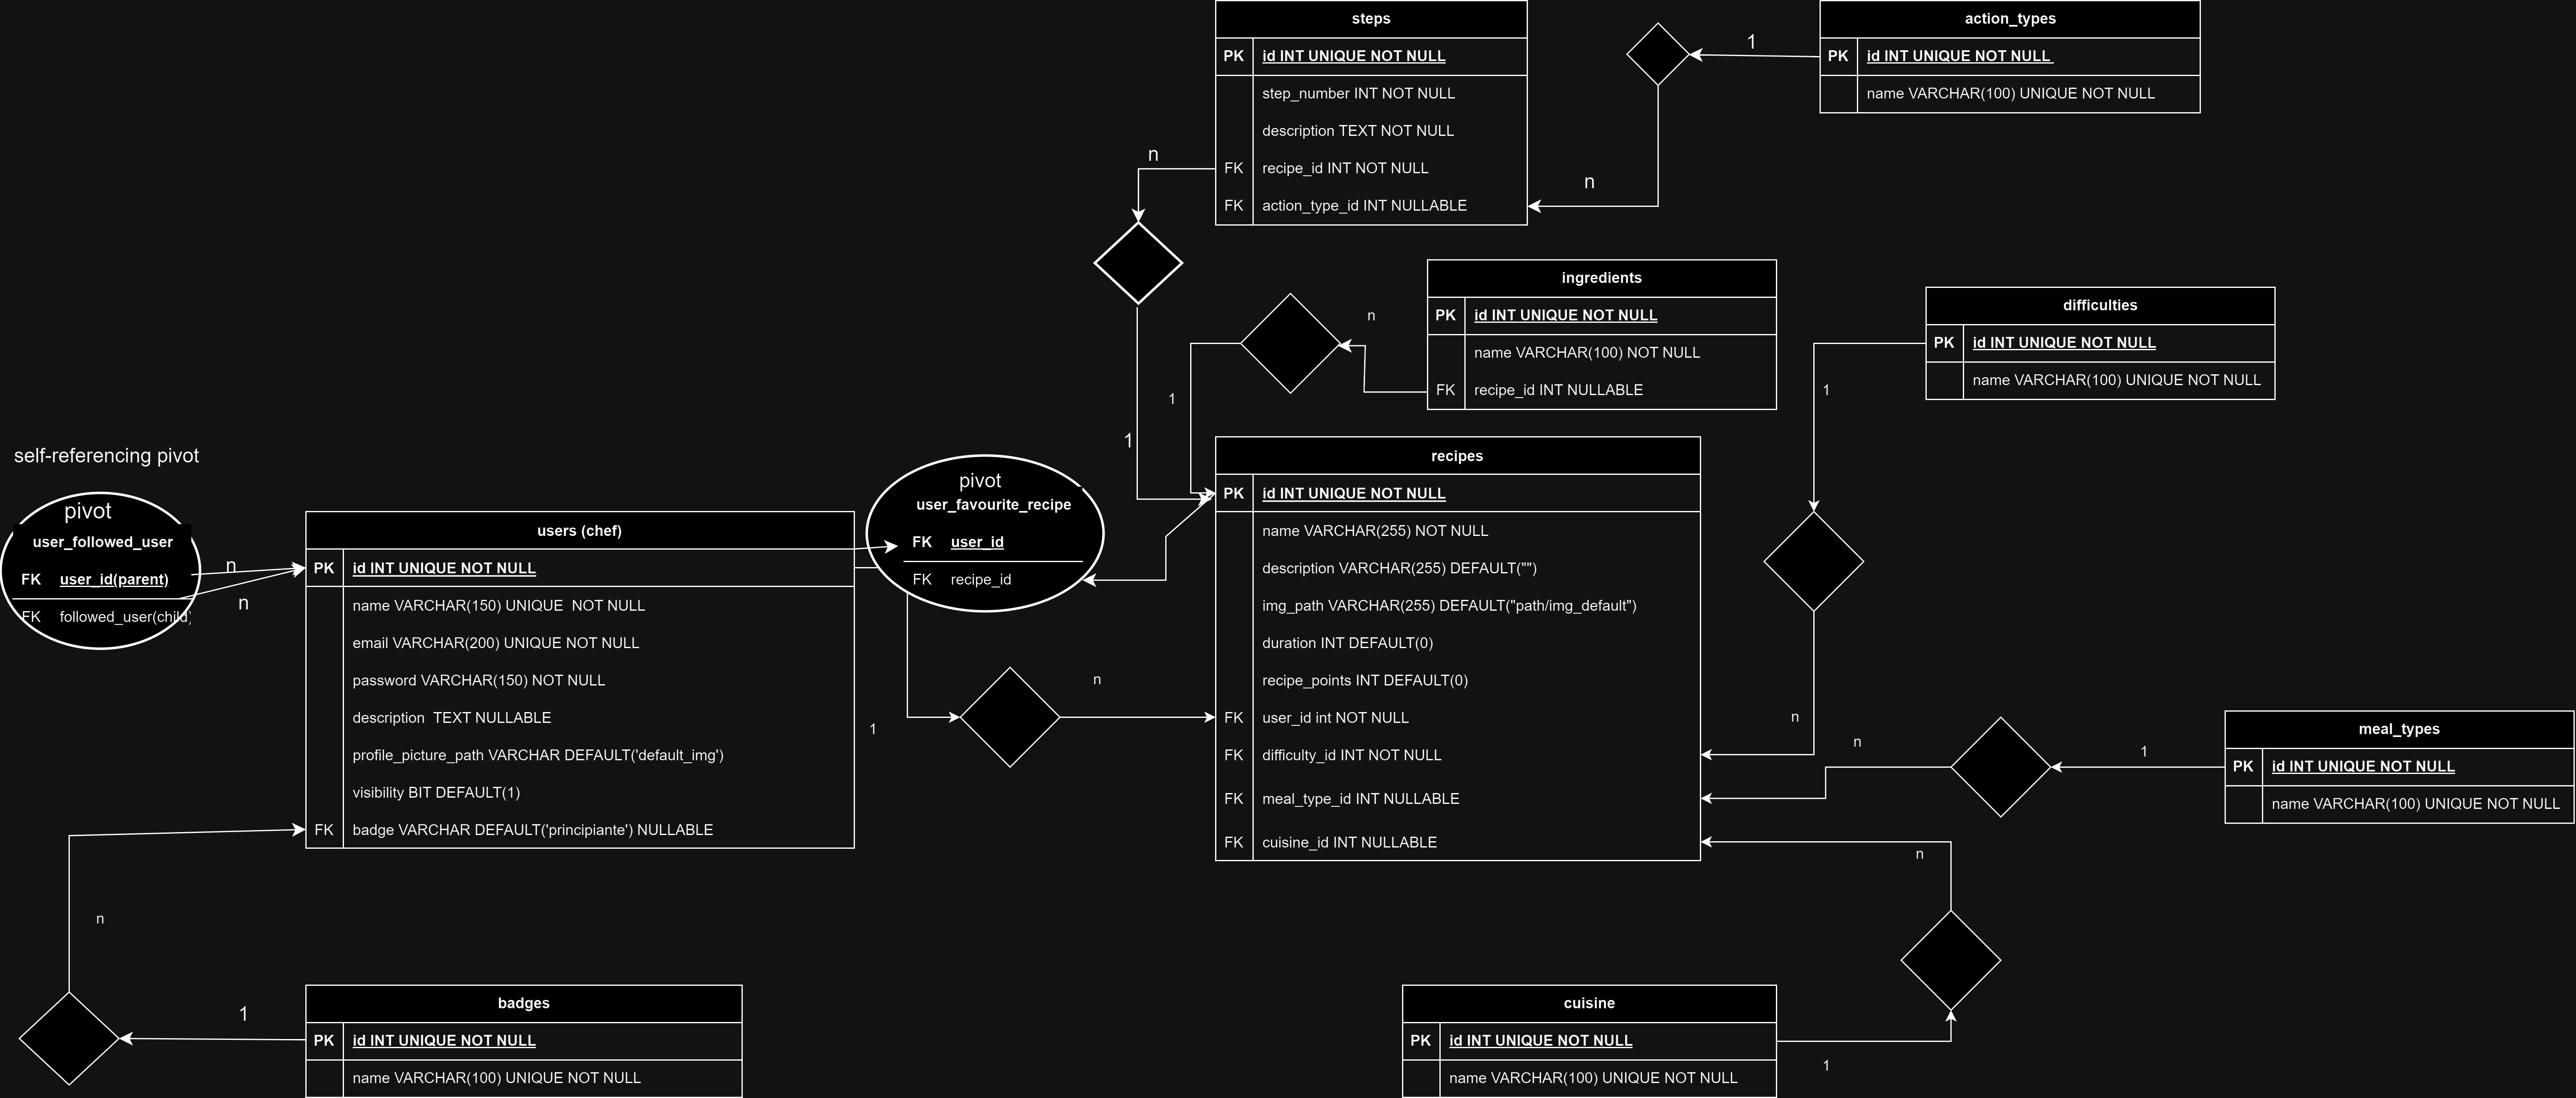 steps
PK id INT UNIQUE NOT NULL
step_number INT NOT NULL
description TEXT NOT NULL
FK recipe_id INT NOT NULL
FK action_type_id INT NULLABLE
action_types
PK id INT UNIQUE NOT NULL
name VARCHAR(100) UNIQUE NOT NULL
1
n
n
ingredients
PK id INT UNIQUE NOT NULL
name VARCHAR(100) NOT NULL
FK recipe_id INT NULLABLE
n
1
1
difficulties
PK id INT UNIQUE NOT NULL
name VARCHAR(100) UNIQUE NOT NULL
1
n
self-referencing pivot
pivot
user_followed_user
FK user_id(parent)
FK followed_user(child)
n
n
users (chef)
PK id INT UNIQUE NOT NULL
name VARCHAR(150) UNIQUE  NOT NULL
email VARCHAR(200) UNIQUE NOT NULL
password VARCHAR(150) NOT NULL
description  TEXT NULLABLE
profile_picture_path VARCHAR DEFAULT('default_img')
visibility BIT DEFAULT(1)
FK badge VARCHAR DEFAULT('principiante') NULLABLE
pivot
user_favourite_recipe
FK user_id
FK recipe_id
1
n
recipes
PK id INT UNIQUE NOT NULL
name VARCHAR(255) NOT NULL
description VARCHAR(255) DEFAULT("")
img_path VARCHAR(255) DEFAULT("path/img_default")
duration INT DEFAULT(0)
recipe_points INT DEFAULT(0)
FK user_id int NOT NULL
FK difficulty_id INT NOT NULL
FK meal_type_id INT NULLABLE
FK cuisine_id INT NULLABLE
n
1
meal_types
PK id INT UNIQUE NOT NULL
name VARCHAR(100) UNIQUE NOT NULL
n
1
n
1
badges
PK id INT UNIQUE NOT NULL
name VARCHAR(100) UNIQUE NOT NULL
cuisine
PK id INT UNIQUE NOT NULL
name VARCHAR(100) UNIQUE NOT NULL